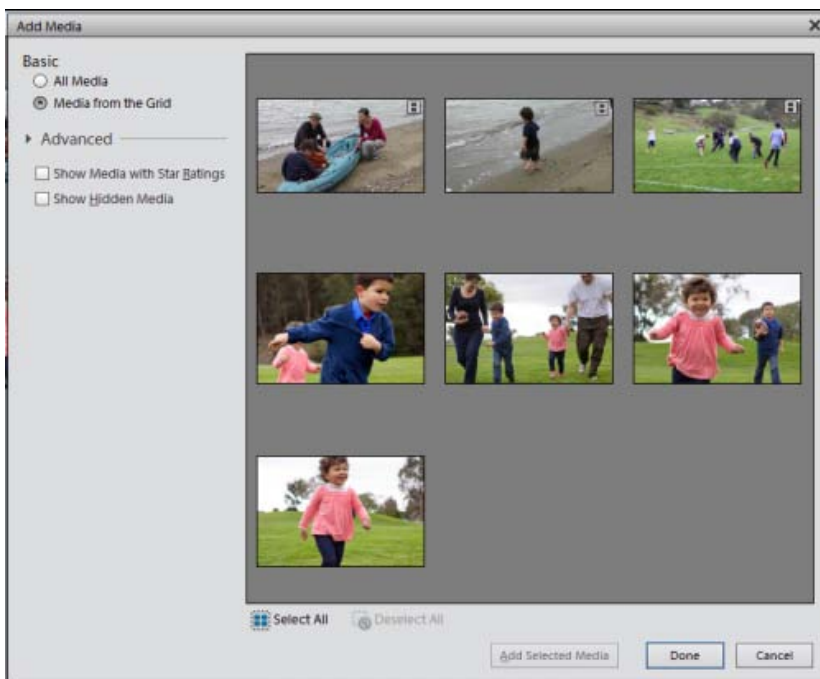 Add Media
Basic
All Media
Media from the Grid
Advanced
Show Media with Star Ratings
Show Hidden Media
Select All
Deselect All
Add Selected Media
Done
Cancel